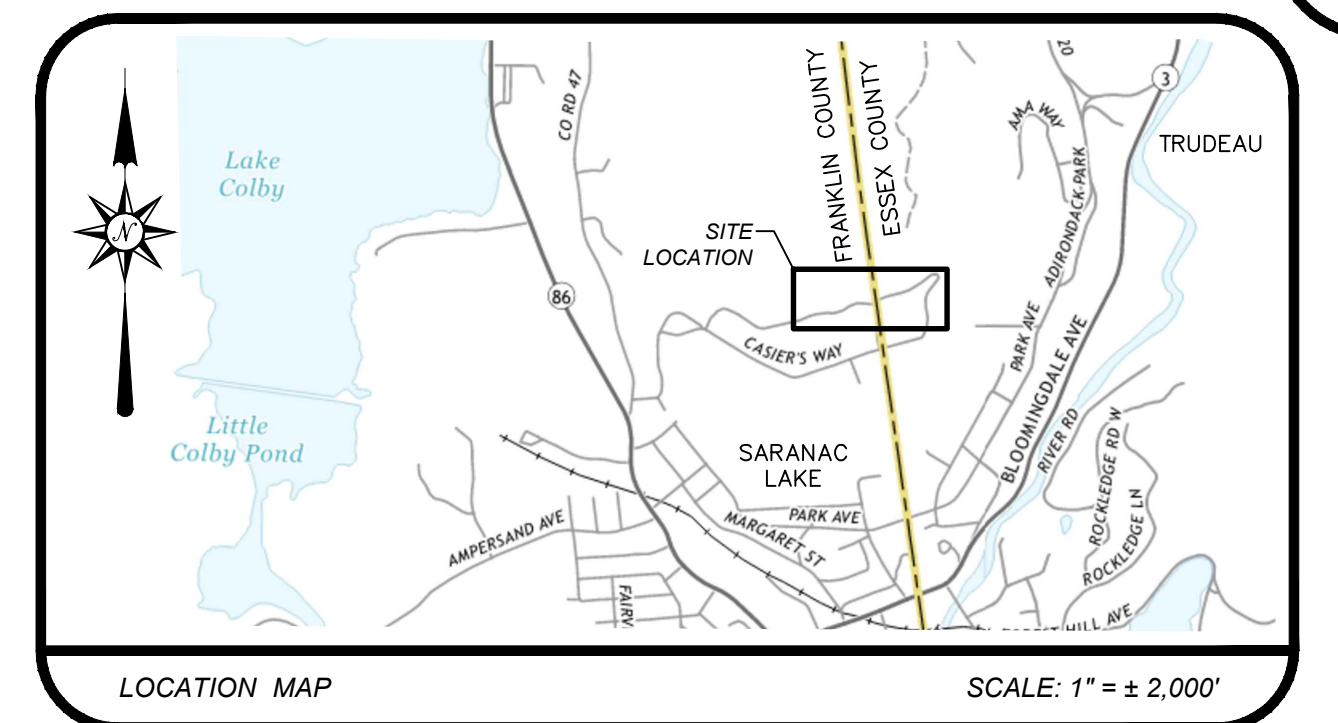 20
3
CO RD 47
FRANKLIN COUNTY
ESSEX COUNTY
AMA WAY
TRUDEAU
Lake
Colby
N
ADIRONDACK PARK
SITE
LOCATION
86
PARK AVE
CASIER'S WAY
BLOOMINGDALE AVE
RIVER RD
ROCKLEDGE RD W
Little
Colby Pond
SARANAC
LAKE
PARK AVE
MARGARET ST
AMPERSAND AVE
ROCKLEDGE LN
FAIRV
HILL AVE
LOCATION MAP
SCALE: 1" = ± 2,000'